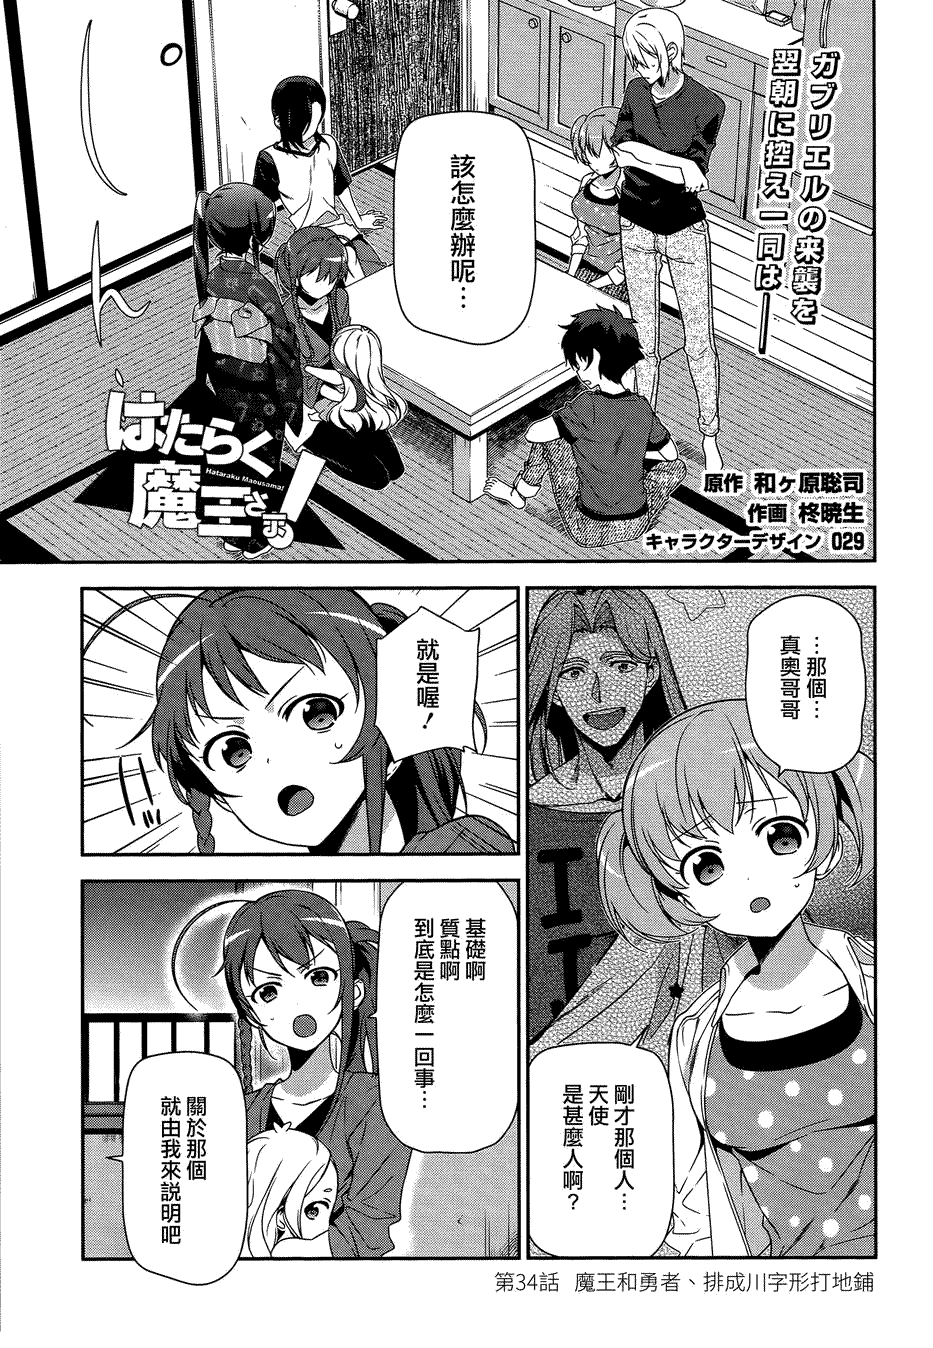 ガブリエルの来襲を
翌朝に控え一同は——
該怎麼辦呢…
はたらく
魔王さま!
Hataraku Maousama!
原作 和ヶ原聡司
作画 柊暁生
キャラクターデザイン 029
…那個…
真奧哥哥
剛才那個人…
天使
是甚麼人啊?
就是喔!
基礎啊
質點啊
到底是怎麼一回事…
關於那個
就由我來說明吧
第34話 魔王和勇者、排成川字形打地鋪